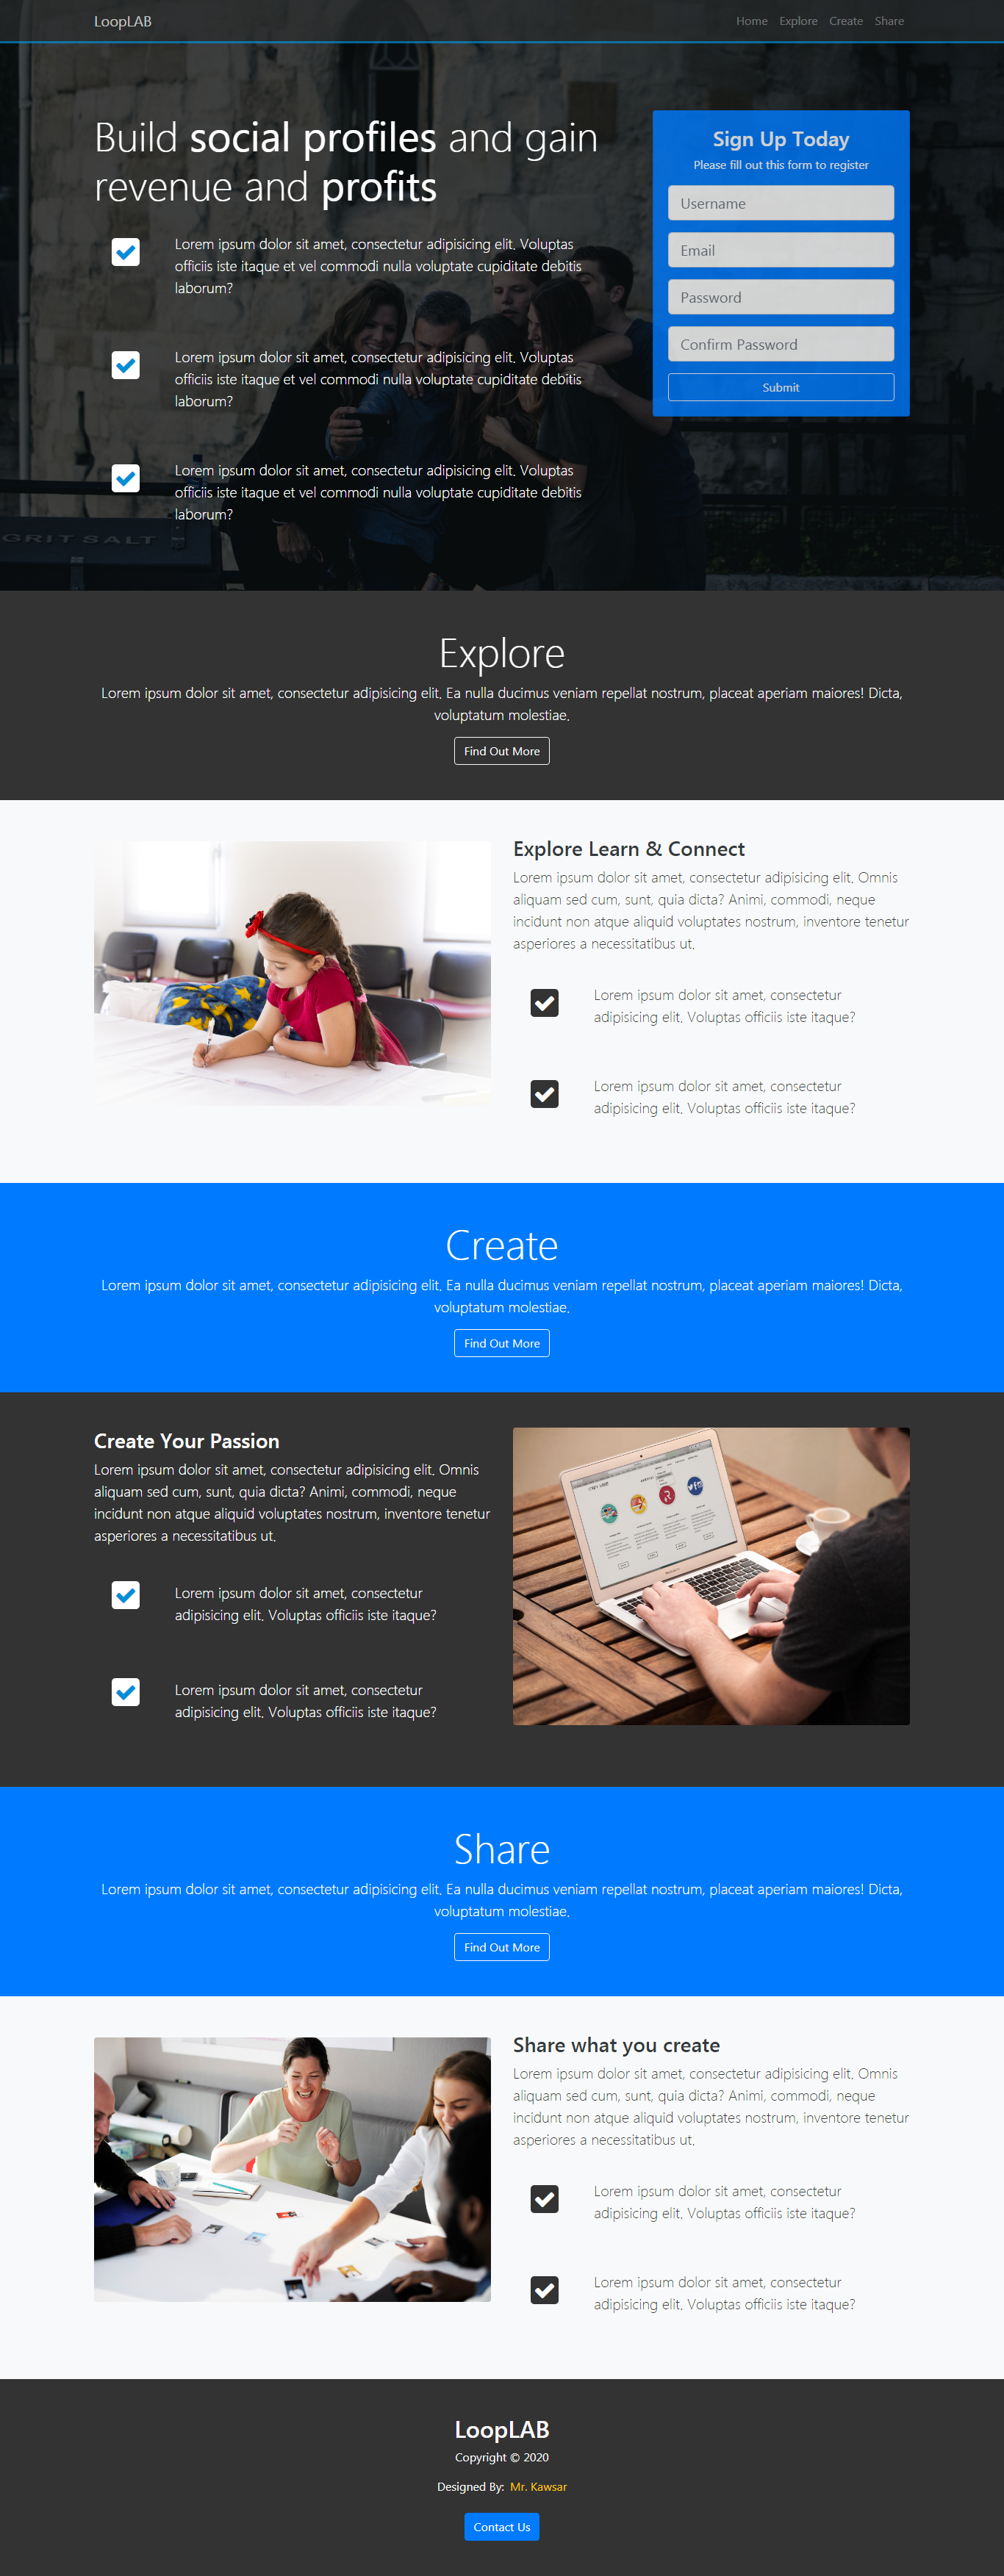 LoopLAB
Home Explore Create Share
Build social profiles and gain
revenue and profits
Lorem ipsum dolor sit amet, consectetur adipisicing elit. Voluptas
officiis iste itaque et vel commodi nulla voluptate cupiditate debitis
laborum?
Lorem ipsum dolor sit amet, consectetur adipisicing elit. Voluptas
officiis iste itaque et vel commodi nulla voluptate cupiditate debitis
laborum?
Lorem ipsum dolor sit amet, consectetur adipisicing elit. Voluptas
officiis iste itaque et vel commodi nulla voluptate cupiditate debitis
laborum?
GRIT SALT
Sign Up Today
Please fill out this form to register
Username
Email
Password
Confirm Password
Submit
Explore
Lorem ipsum dolor sit amet, consectetur adipisicing elit. Ea nulla ducimus veniam repellat nostrum, placeat aperiam maiores! Dicta,
voluptatum molestiae.
Find Out More
Explore Learn & Connect
Lorem ipsum dolor sit amet, consectetur adipisicing elit. Omnis
aliquam sed cum, sunt, quia dicta? Animi, commodi, neque
incidunt non atque aliquid voluptates nostrum, inventore tenetur
asperiores a necessitatibus ut.
Lorem ipsum dolor sit amet, consectetur
adipisicing elit. Voluptas officiis iste itaque?
Lorem ipsum dolor sit amet, consectetur
adipisicing elit. Voluptas officiis iste itaque?
Create
Lorem ipsum dolor sit amet, consectetur adipisicing elit. Ea nulla ducimus veniam repellat nostrum, placeat aperiam maiores! Dicta,
voluptatum molestiae.
Find Out More
Create Your Passion
Lorem ipsum dolor sit amet, consectetur adipisicing elit. Omnis
aliquam sed cum, sunt, quia dicta? Animi, commodi, neque
incidunt non atque aliquid voluptates nostrum, inventore tenetur
asperiores a necessitatibus ut.
Lorem ipsum dolor sit amet, consectetur
adipisicing elit. Voluptas officiis iste itaque?
Lorem ipsum dolor sit amet, consectetur
adipisicing elit. Voluptas officiis iste itaque?
Share
Lorem ipsum dolor sit amet, consectetur adipisicing elit. Ea nulla ducimus veniam repellat nostrum, placeat aperiam maiores! Dicta,
voluptatum molestiae.
Find Out More
Share what you create
Lorem ipsum dolor sit amet, consectetur adipisicing elit. Omnis
aliquam sed cum, sunt, quia dicta? Animi, commodi, neque
incidunt non atque aliquid voluptates nostrum, inventore tenetur
asperiores a necessitatibus ut.
Lorem ipsum dolor sit amet, consectetur
adipisicing elit. Voluptas officiis iste itaque?
Lorem ipsum dolor sit amet, consectetur
adipisicing elit. Voluptas officiis iste itaque?
LoopLAB
Copyright © 2020
Designed By: Mr. Kawsar
Contact Us